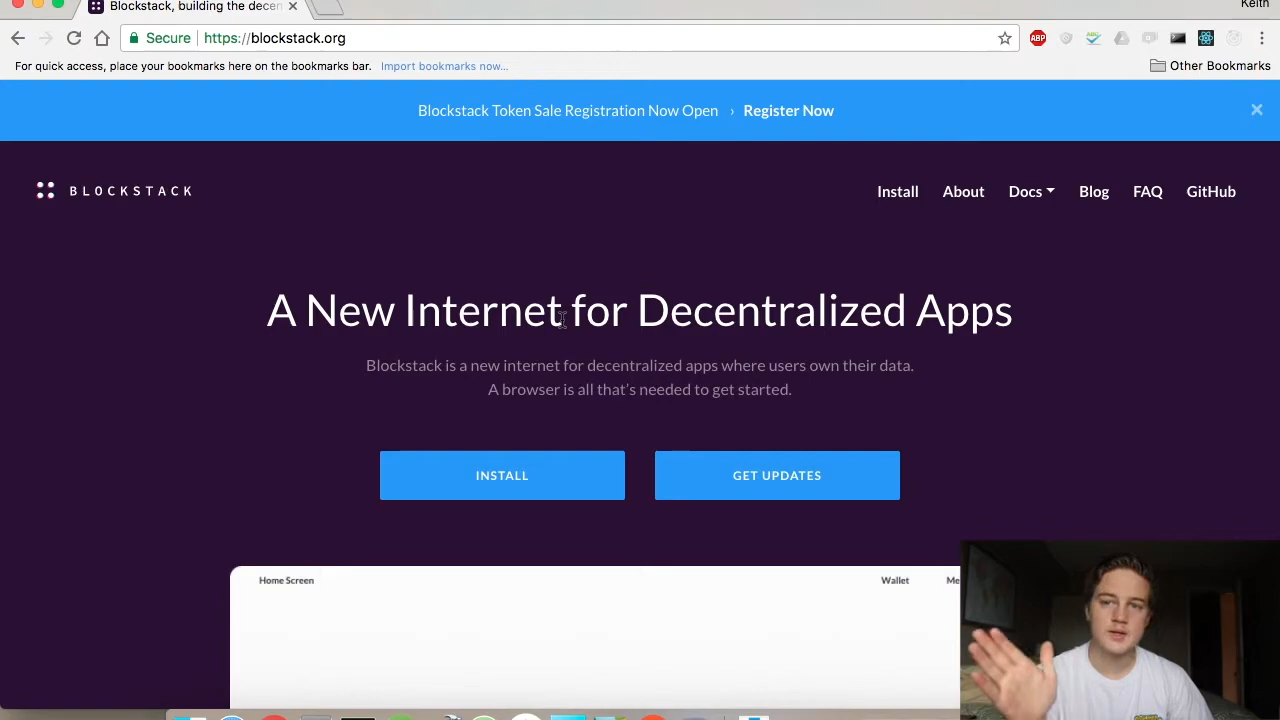 Keith
Blockstack, building the decen
Secure https://blockstack.org
ABP
For quick access, place your bookmarks here on the bookmarks bar. Import bookmarks now...
Other Bookmarks
Blockstack Token Sale Registration Now Open › Register Now
BLOCKSTACK
Install About Docs Blog FAQ GitHub
A New Internet for Decentralized Apps
Blockstack is a new internet for decentralized apps where users own their data.
A browser is all that’s needed to get started.
INSTALL GET UPDATES
Home Screen Wallet Me